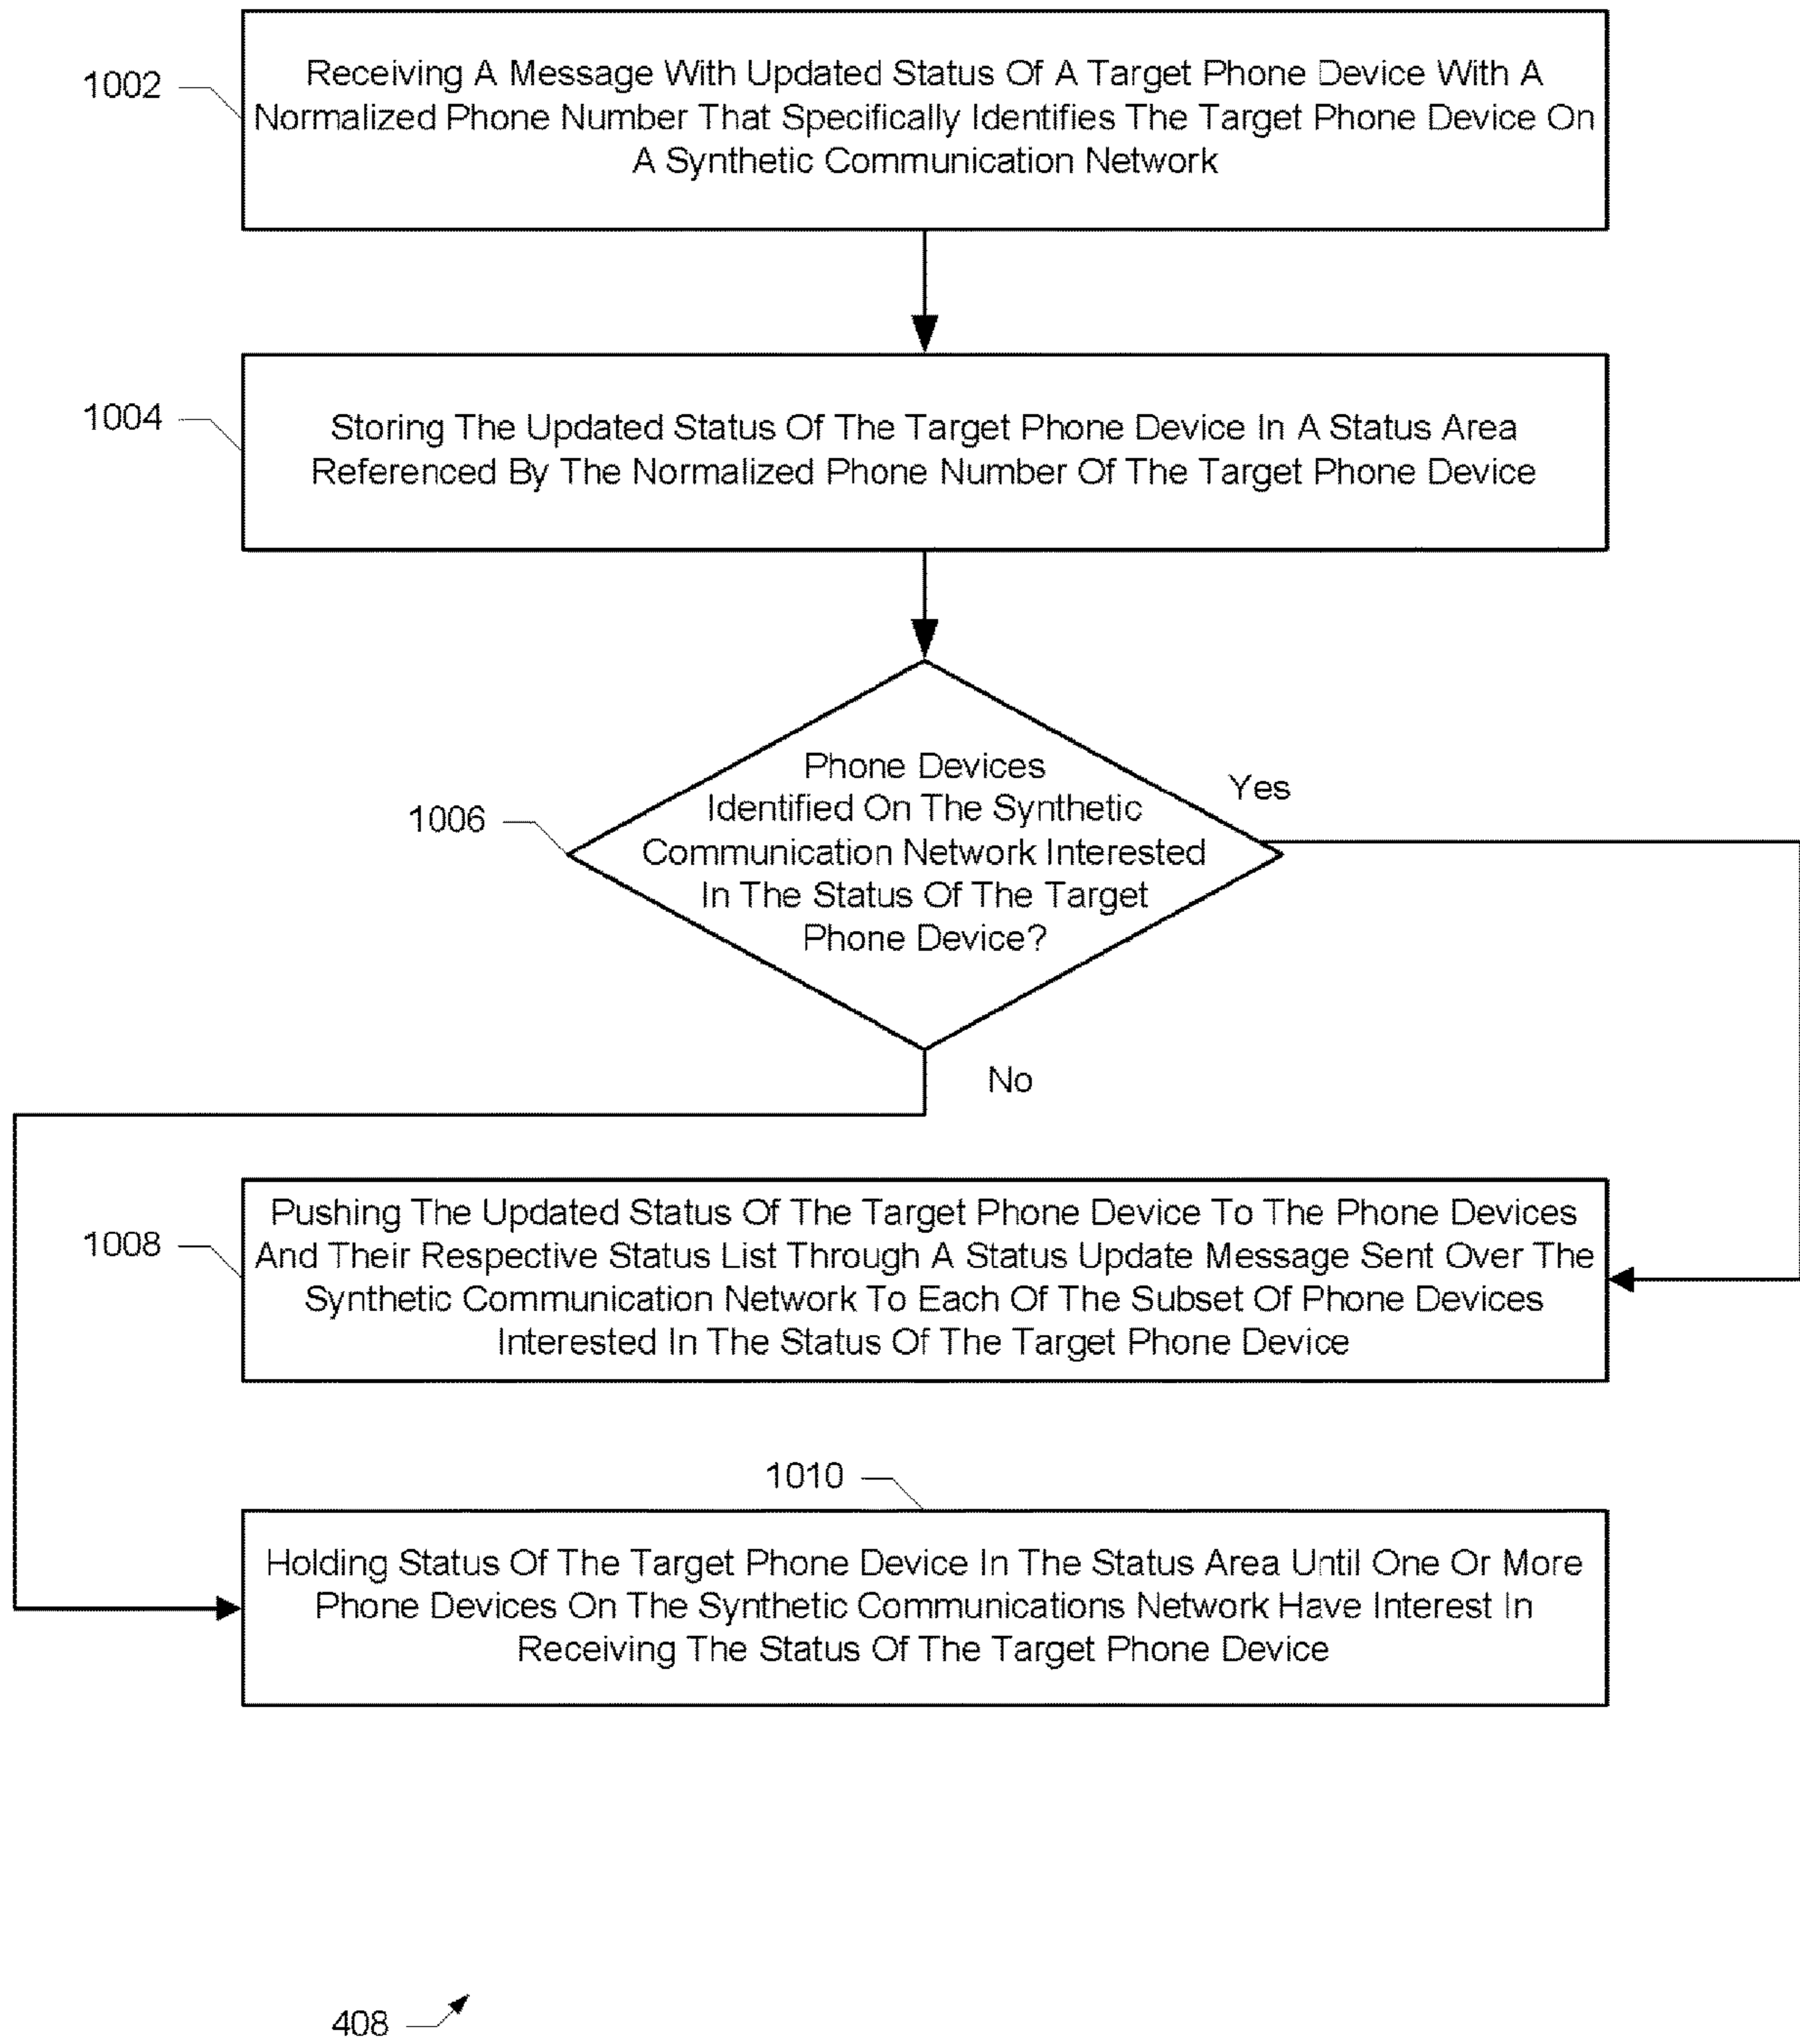 1002
Receiving A Message With Updated Status Of A Target Phone Device With A
Normalized Phone Number That Specifically Identifies The Target Phone Device On
A Synthetic Communication Network
1004
Storing The Updated Status Of The Target Phone Device In A Status Area
Referenced By The Normalized Phone Number Of The Target Phone Device
1006
Phone Devices
Identified On The Synthetic
Communication Network Interested
In The Status Of The Target
Phone Device?
Yes
No
1008
Pushing The Updated Status Of The Target Phone Device To The Phone Devices
And Their Respective Status List Through A Status Update Message Sent Over The
Synthetic Communication Network To Each Of The Subset Of Phone Devices
Interested In The Status Of The Target Phone Device
1010
Holding Status Of The Target Phone Device In The Status Area Until One Or More
Phone Devices On The Synthetic Communications Network Have Interest In
Receiving The Status Of The Target Phone Device
408